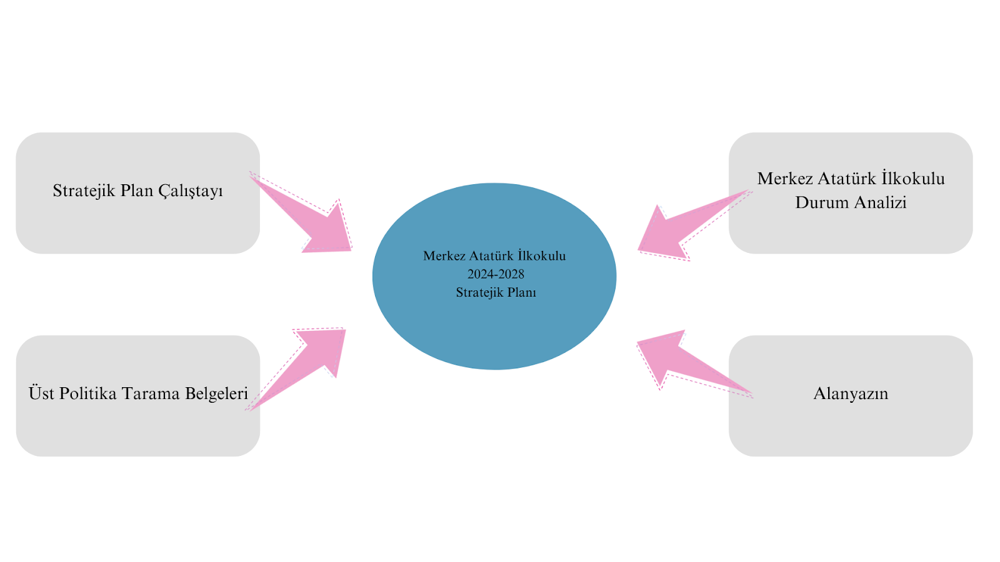 Stratejik Plan Çalıştayı
Merkez Atatürk İlkokulu
Durum Analizi
Merkez Atatürk İlkokulu
2024-2028
Stratejik Planı
Üst Politika Tarama Belgeleri
Alanyazın